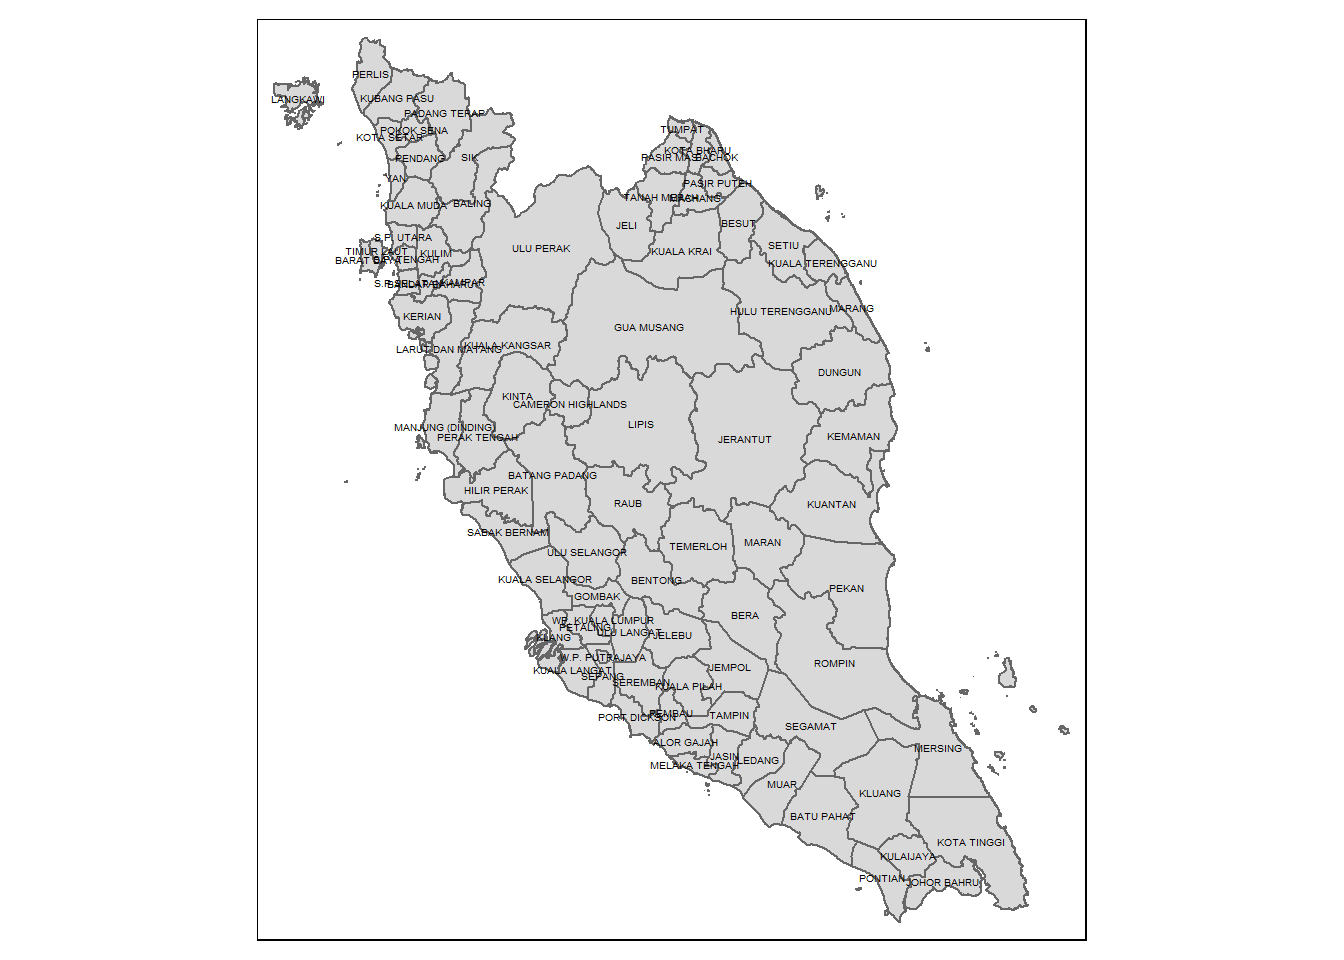 PERLIS
LANGKAWI
KUBANG PASU
PADANG TERAP
POKOK SENA
KOTA SETAR
PENDANG
SIK
YAN
KUALA MUDA
BALING
TUMPAT
KOTA BHARU
PASIR MAS
BACHOK
PASIR PUTEH
TANAH MERAH
MACHANG
JELI
BESUT
KUALA KRAI
SETIU
KUALA TERENGGANU
S.P. UTARA
ULU PERAK
TIMUR LAUT
KULIM
BARAT DAYA
S.P. TENGAH
S.P. SELATAN
BANDAR BAHARU
KERIAN
HULU TERENGGANU
MARANG
GUA MUSANG
LARUT DAN MATANG
KUALA KANGSAR
DUNGUN
KINTA
CAMERON HIGHLANDS
LIPIS
MANJUNG (DINDING)
PERAK TENGAH
JERANTUT
KEMAMAN
BATANG PADANG
HILIR PERAK
RAUB
KUANTAN
SABAK BERNAM
TEMERLOH
MARAN
ULU SELANGOR
KUALA SELANGOR
BENTONG
PEKAN
GOMBAK
BERA
W.P. KUALA LUMPUR
PETALING
ULU LANGAT
KLANG
JELEBU
W.P. PUTRAJAYA
ROMPIN
KUALA LANGAT
SEPANG
JEMPOL
SEREMBAN
KUALA PILAH
PORT DICKSON
REMBAU
TAMPIN
SEGAMAT
ALOR GAJAH
MERSING
JASIN
LEDANG
MELAKA TENGAH
MUAR
KLUANG
BATU PAHAT
KOTA TINGGI
KULAIJAYA
PONTIAN
JOHOR BAHRU